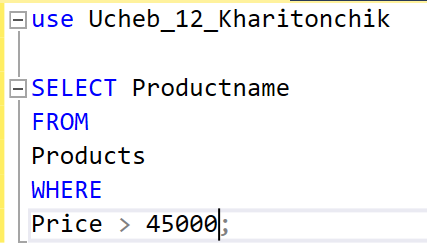 use Ucheb_12_Kharitonchik
SELECT Productname
FROM
Products
WHERE
Price > 45000;